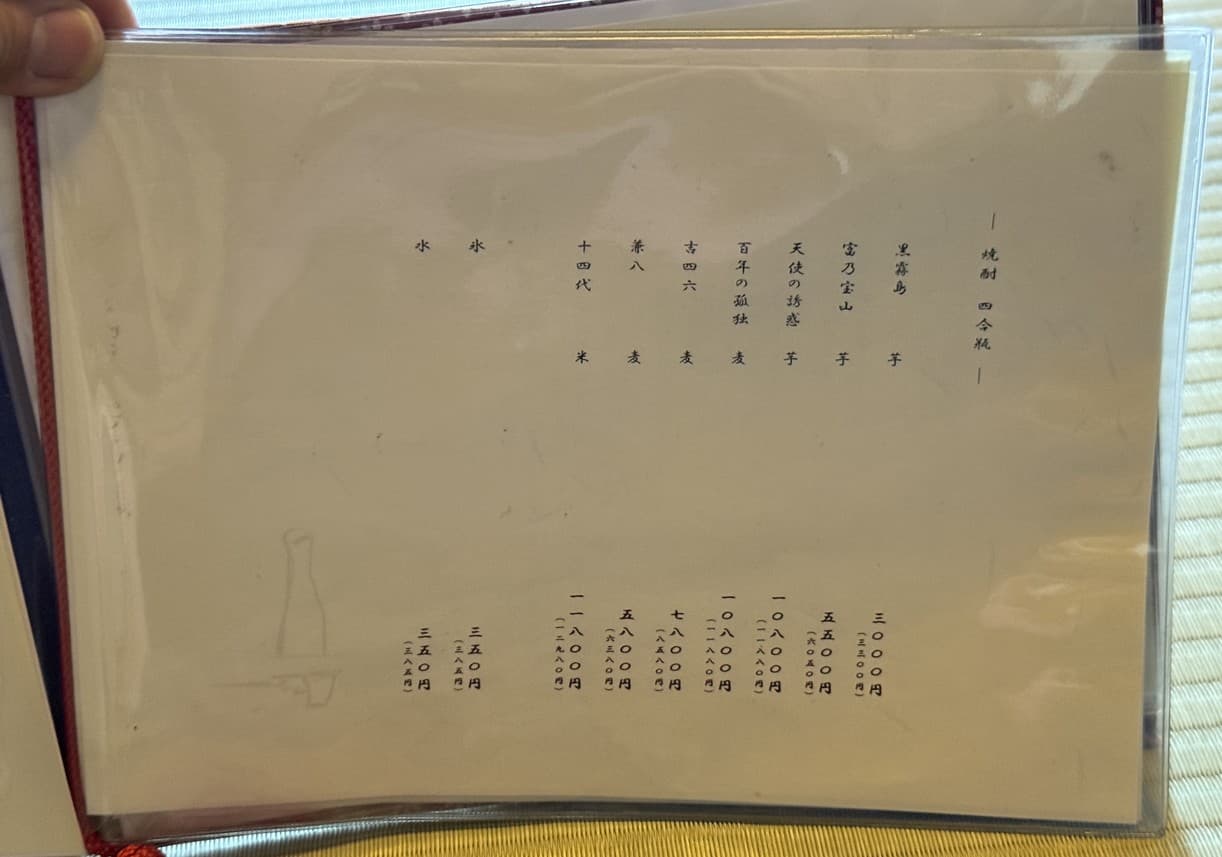 ― 焼酎 四合瓶 ―
黒霧島 芋 三〇〇〇円
（三三〇〇円）
富乃宝山 芋 五五〇〇円
（六〇五〇円）
天使の誘惑 芋 一〇八〇〇円
（一一八八〇円）
百年の孤独 麦 一〇八〇〇円
（一一八八〇円）
吉四六 麦 七八〇〇円
（八五八〇円）
兼八 麦 五八〇〇円
（六三八〇円）
十四代 米 一一八〇〇円
（一二九八〇円）
氷 三五〇円
（三八五円）
水 三五〇円
（三八五円）